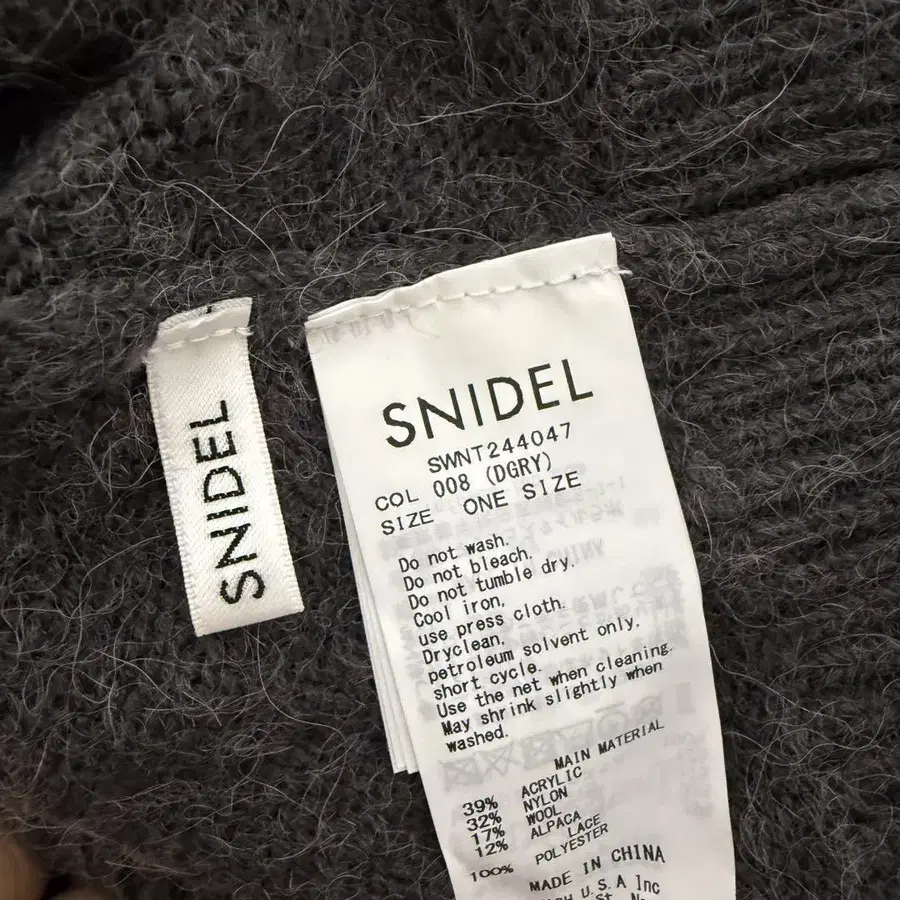 SNIDEL
SNIDEL
SWNT244047
COL 008 (DGRY)
SIZE ONE SIZE
Do not wash.
Do not bleach.
Do not tumble dry.
Cool iron,
use press cloth.
Dryclean,
petroleum solvent only,
short cycle.
Use the net when cleaning.
May shrink slightly when
washed.
MAIN MATERIAL
39% ACRYLIC
32% NYLON
17% WOOL
12% ALPACA
LACE
100% POLYESTER
MADE IN CHINA
U.S.A Inc
St.